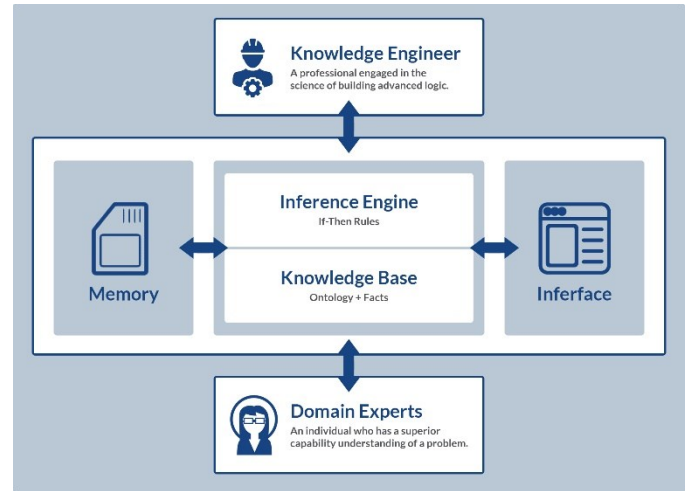 Knowledge Engineer
A professional engaged in the
science of building advanced logic.
Memory
Inference Engine
If-Then Rules
Knowledge Base
Ontology + Facts
Inferface
Domain Experts
An individual who has a superior
capability understanding of a problem.